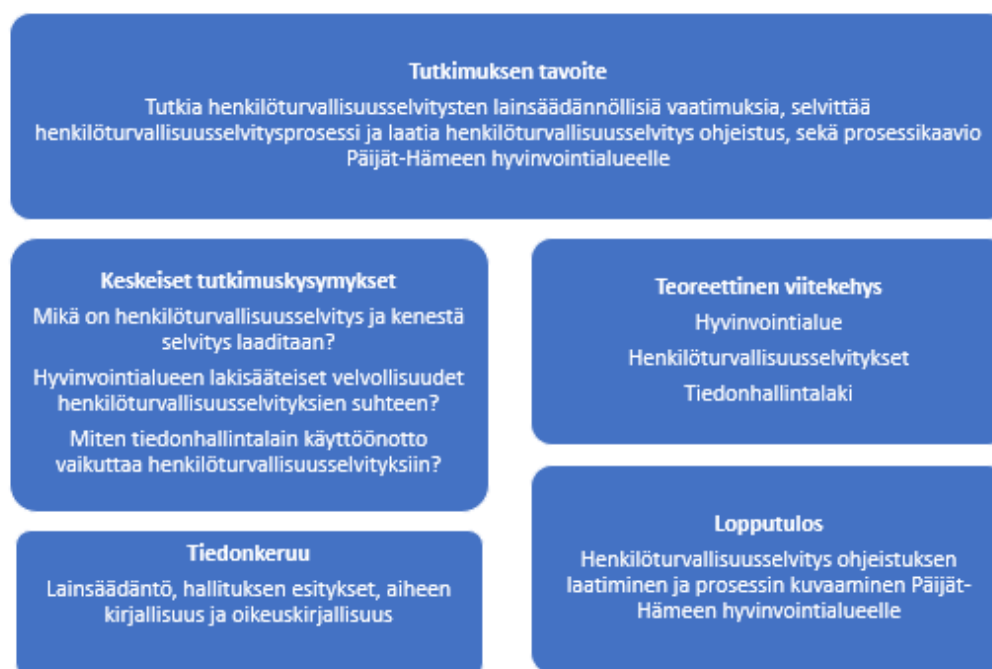 Tutkimuksen tavoite
Tutkia henkilöturvallisuusselvitysten lainsäädännöllisiä vaatimuksia, selvittää
henkilöturvallisuusselvitysprosessi ja laatia henkilöturvallisuusselvitys ohjeistus, sekä prosessikaavio
Päijät-Hämeen hyvinvointialueelle
Keskeiset tutkimuskysymykset
Mikä on henkilöturvallisuusselvitys ja kenestä
selvitys laaditaan?
Hyvinvointialueen lakisääteiset velvollisuudet
henkilöturvallisuusselvityksien suhteen?
Miten tiedonhallintalain käyttöönotto
vaikuttaa henkilöturvallisuusselvityksiin?
Teoreettinen viitekehys
Hyvinvointialue
Henkilöturvallisuusselvitykset
Tiedonhallintalaki
Tiedonkeruu
Lainsäädäntö, hallituksen esitykset, aiheen
kirjallisuus ja oikeuskirjallisuus
Lopputulos
Henkilöturvallisuusselvitys ohjeistuksen
laatiminen ja prosessin kuvaaminen Päijät-
Hämeen hyvinvointialueelle